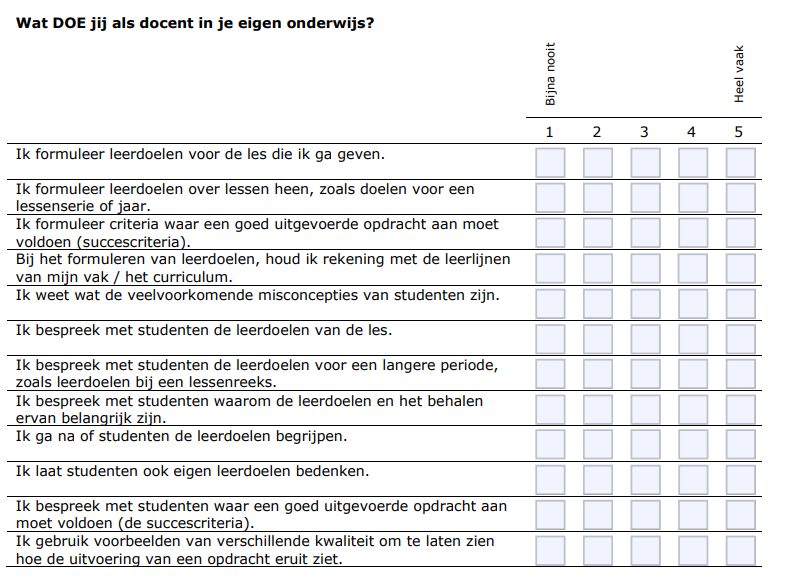 Wat DOE jij als docent in je eigen onderwijs?
Bijna nooit
Heel vaak
1 2 3 4 5
Ik formuleer leerdoelen voor de les die ik ga geven.
Ik formuleer leerdoelen over lessen heen, zoals doelen voor een
lessenserie of jaar.
Ik formuleer criteria waar een goed uitgevoerde opdracht aan moet
voldoen (succescriteria).
Bij het formuleren van leerdoelen, houd ik rekening met de leerlijnen
van mijn vak / het curriculum.
Ik weet wat de veelvoorkomende misconcepties van studenten zijn.
Ik bespreek met studenten de leerdoelen van de les.
Ik bespreek met studenten de leerdoelen voor een langere periode,
zoals leerdoelen bij een lessenreeks.
Ik bespreek met studenten waarom de leerdoelen en het behalen
ervan belangrijk zijn.
Ik ga na of studenten de leerdoelen begrijpen.
Ik laat studenten ook eigen leerdoelen bedenken.
Ik bespreek met studenten waar een goed uitgevoerde opdracht aan
moet voldoen (de succescriteria).
Ik gebruik voorbeelden van verschillende kwaliteit om te laten zien
hoe de uitvoering van een opdracht eruit ziet.